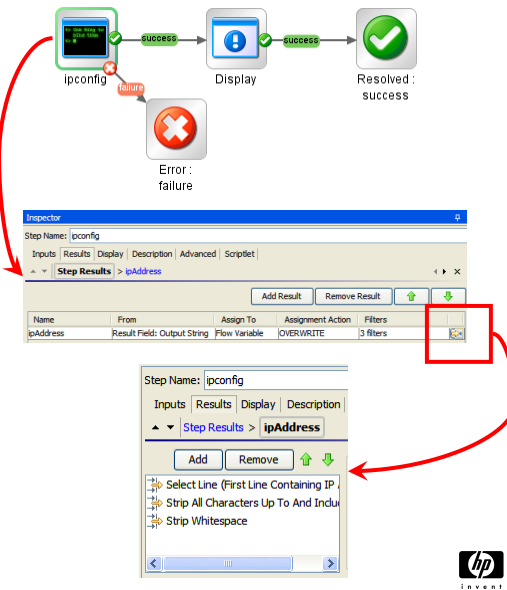 success
success
ipconfig
Display
Resolved :
success
failure
Error :
failure
Inspector
Step Name: ipconfig
Inputs Results Display Description Advanced Scriptlet
Step Results > ipAddress
Add Result Remove Result
Name From Assign To Assignment Action Filters
ipAddress Result Field: Output String Flow Variable OVERWRITE 3 filters
Step Name: ipconfig
Inputs Results Display Description
Step Results > ipAddress
Add Remove
Select Line (First Line Containing IP
Strip All Characters Up To And Inclu
Strip Whitespace
hp
invent